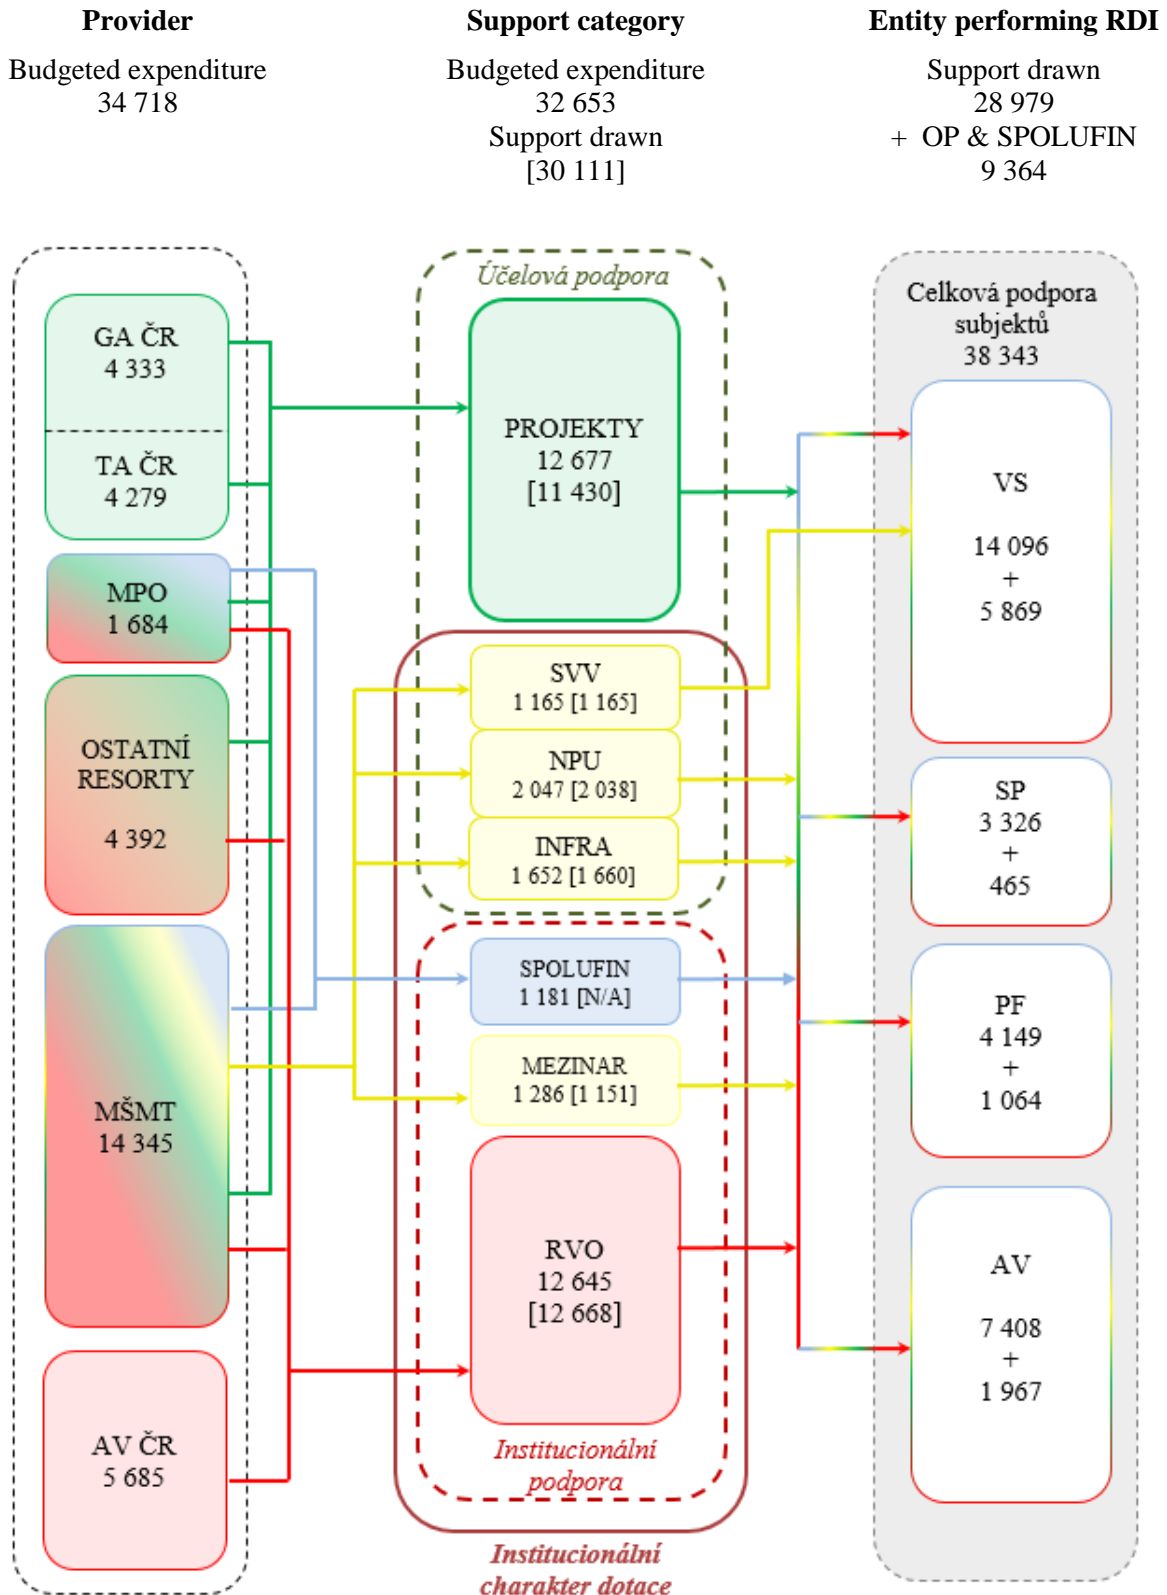 Provider
Budgeted expenditure
34 718
Support category
Budgeted expenditure
32 653
Support drawn
[30 111]
Entity performing RDI
Support drawn
28 979
+ OP & SPOLUFIN
9 364
GA ČR
4 333
TA ČR
4 279
MPO
1 684
OSTATNÍ
RESORTY
4 392
MŠMT
14 345
AV ČR
5 685
Účelová podpora
PROJEKTY
12 677
[11 430]
SVV
1 165 [1 165]
NPU
2 047 [2 038]
INFRA
1 652 [1 660]
SPOLUFIN
1 181 [N/A]
MEZINAR
1 286 [1 151]
RVO
12 645
[12 668]
Institucionální
podpora
Institucionální
charakter dotace
Celková podpora
subjektů
38 343
VS
14 096
+
5 869
SP
3 326
+
465
PF
4 149
+
1 064
AV
7 408
+
1 967